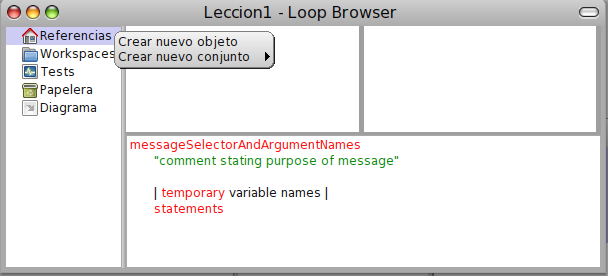 Leccion1 - Loop Browser
Referencias
Workspaces
Tests
Papelera
Diagrama
Crear nuevo objeto
Crear nuevo conjunto
messageSelectorAndArgumentNames
"comment stating purpose of message"
| temporary variable names |
statements